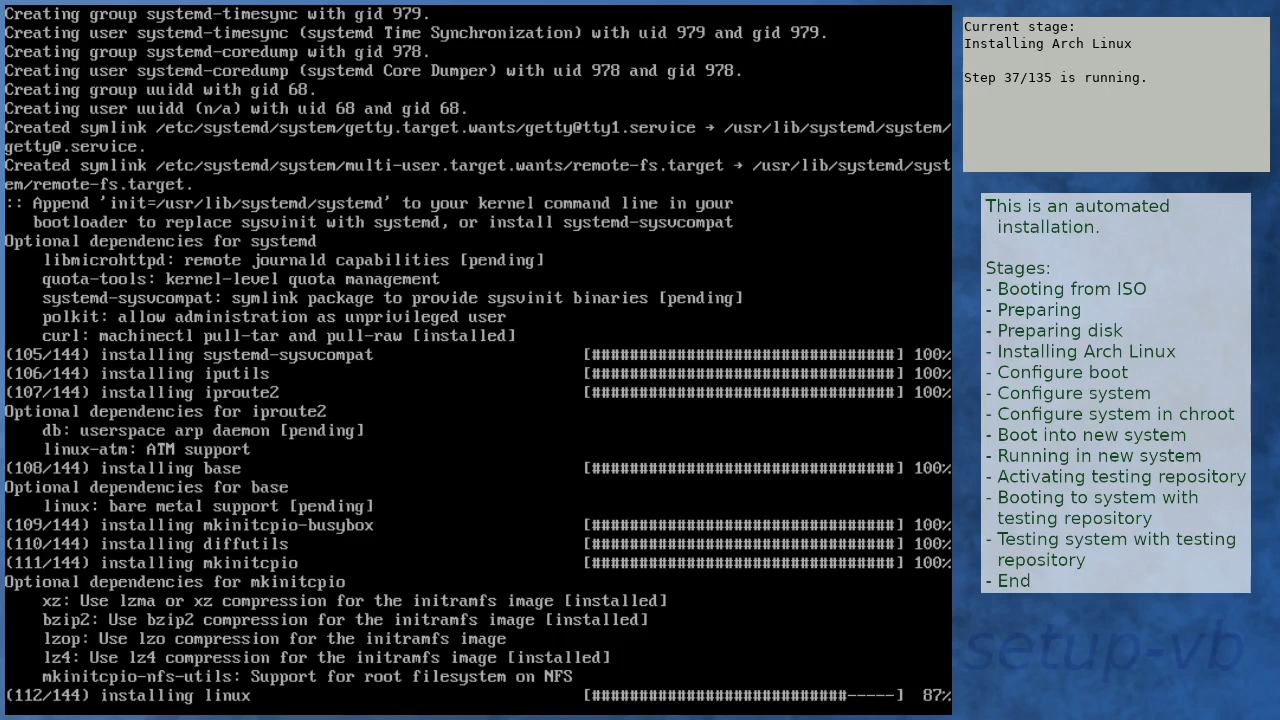 Creating group systemd-timesync with gid 979.
Creating user systemd-timesync (systemd Time Synchronization) with uid 979 and gid 979.
Creating group systemd-coredump with gid 978.
Creating user systemd-coredump (systemd Core Dumper) with uid 978 and gid 978.
Creating group uuidd with gid 68.
Creating user uuidd (n/a) with uid 68 and gid 68.
Created symlink /etc/systemd/system/getty.target.wants/getty@tty1.service → /usr/lib/systemd/system/
getty@.service.
Created symlink /etc/systemd/system/multi-user.target.wants/remote-fs.target → /usr/lib/systemd/syst
em/remote-fs.target.
:: Append 'init=/usr/lib/systemd/systemd' to your kernel command line in your
   bootloader to replace sysvinit with systemd, or install systemd-sysvcompat
Optional dependencies for systemd
    libmicrohttpd: remote journald capabilities [pending]
    quota-tools: kernel-level quota management
    systemd-sysvcompat: symlink package to provide sysvinit binaries [pending]
    polkit: allow administration as unprivileged user
    curl: machinectl pull-tar and pull-raw [installed]
(105/144) installing systemd-sysvcompat [################################] 100%
(106/144) installing iputils [################################] 100%
(107/144) installing iproute2 [################################] 100%
Optional dependencies for iproute2
    db: userspace arp daemon [pending]
    linux-atm: ATM support
(108/144) installing base [################################] 100%
Optional dependencies for base
    linux: bare metal support [pending]
(109/144) installing mkinitcpio-busybox [################################] 100%
(110/144) installing diffutils [################################] 100%
(111/144) installing mkinitcpio [################################] 100%
Optional dependencies for mkinitcpio
    xz: Use lzma or xz compression for the initramfs image [installed]
    bzip2: Use bzip2 compression for the initramfs image [installed]
    lzop: Use lzo compression for the initramfs image
    lz4: Use lz4 compression for the initramfs image [installed]
    mkinitcpio-nfs-utils: Support for root filesystem on NFS
(112/144) installing linux [###########################-----] 87%
Current stage:
Installing Arch Linux
Step 37/135 is running.
This is an automated
installation.
Stages:
- Booting from ISO
- Preparing
- Preparing disk
- Installing Arch Linux
- Configure boot
- Configure system
- Configure system in chroot
- Boot into new system
- Running in new system
- Activating testing repository
- Booting to system with
testing repository
- Testing system with testing
repository
- End
-setup-vb